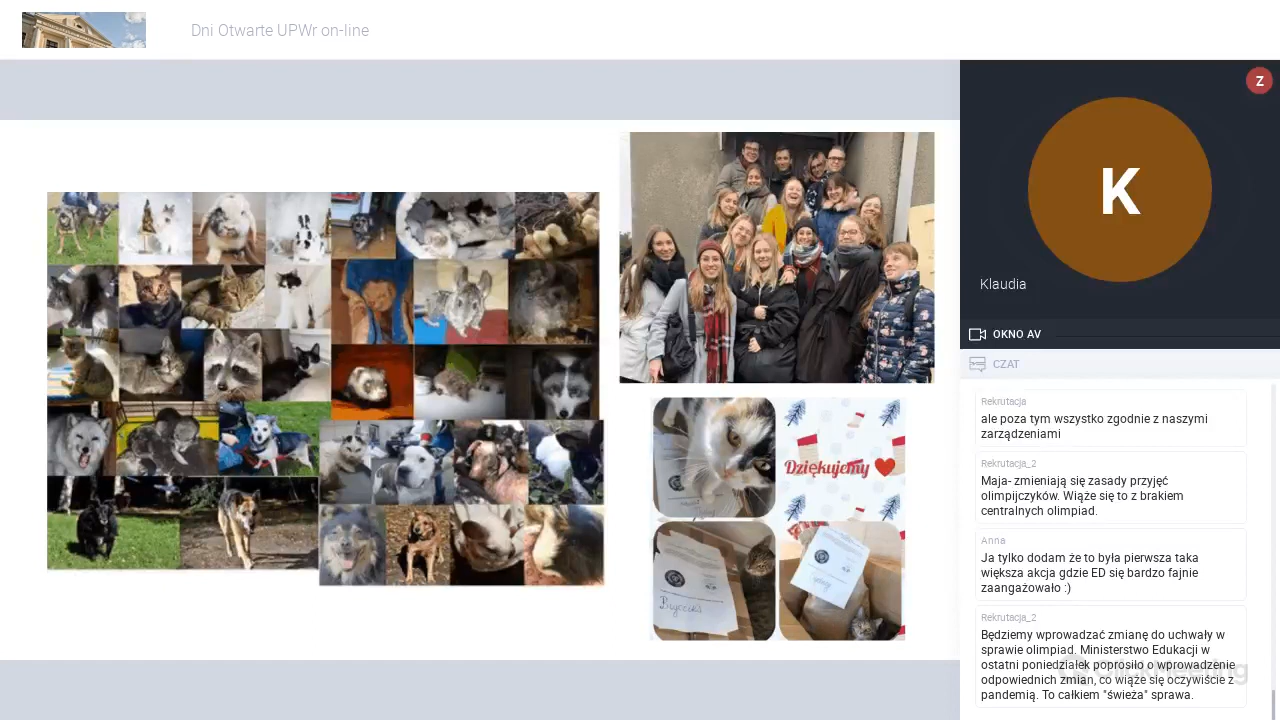 Dni Otwarte UPWr on-line
Z
K
Klaudia
OKNO AV
CZAT
Rekrutacja
ale poza tym wszystko zgodnie z naszymi
zarządzeniami
Rekrutacja_2
Maja- zmieniają się zasady przyjęć
olimpijczyków. Wiąże się to z brakiem
centralnych olimpiad.
Anna
Ja tylko dodam że to była pierwsza taka
większa akcja gdzie ED się bardzo fajnie
zaangażowało :)
Rekrutacja_2
Będziemy wprowadzać zmianę do uchwały w
sprawie olimpiad. Ministerstwo Edukacji w
ostatni poniedziałek poprosiło o wprowadzenie
odpowiednich zmian, co wiąże się oczywiście z
pandemią. To całkiem "świeża" sprawa.
Dziękujemy